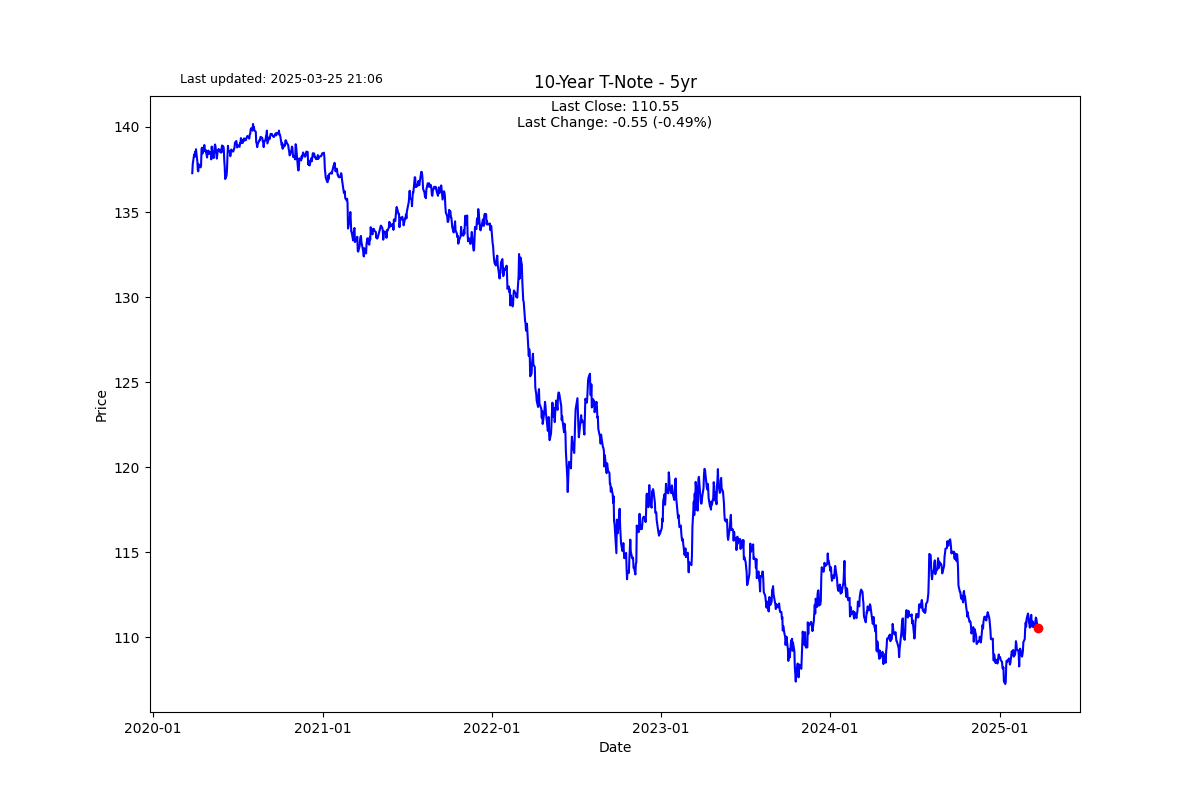 Last updated: 2025-03-25 21:06
10-Year T-Note - 5yr
Last Close: 110.55
Last Change: -0.55 (-0.49%)
140
135
130
125
120
115
110
Price
2020-01
2021-01
2022-01
2023-01
2024-01
2025-01
Date